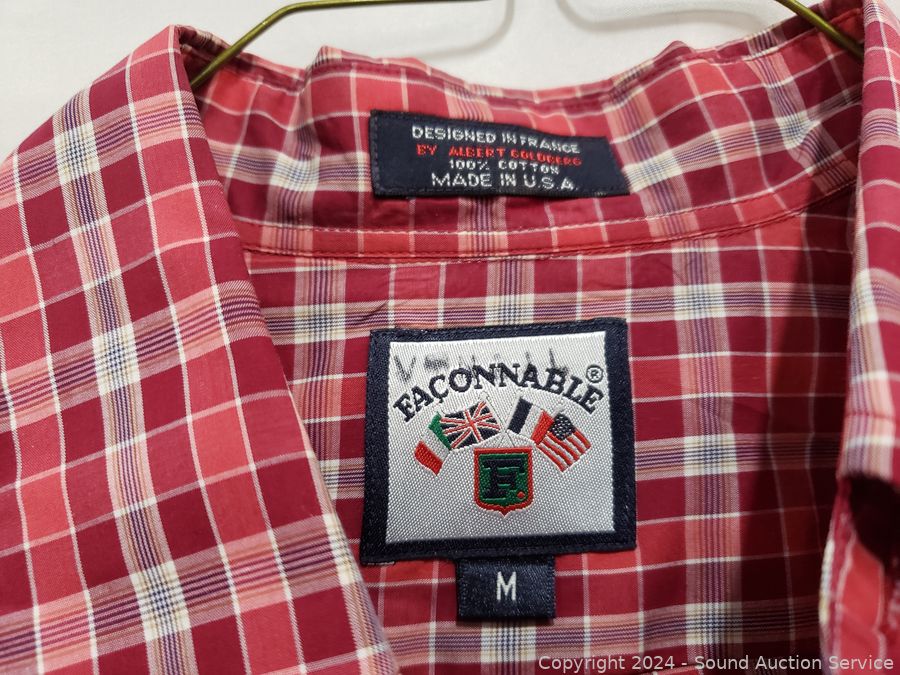 DESIGNED IN FRANCE
BY ALBERT GOLDBERG
100% COTTON
MADE IN U.S.A.
FAÇONNABLE®
F.
M
Copyright © 2024 - Sound Auction Service